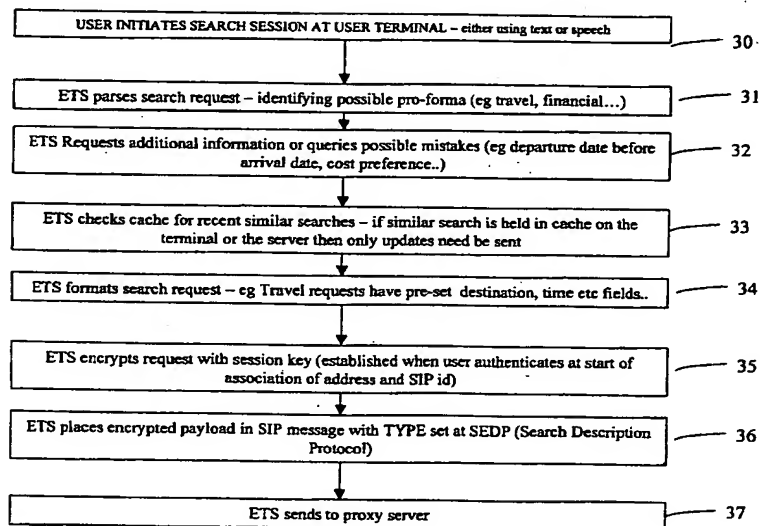 USER INITIATES SEARCH SESSION AT USER TERMINAL – either using text or speech
30
ETS parses search request – identifying possible pro-forma (eg travel, financial...)
31
ETS Requests additional information or queries possible mistakes (eg departure date before
arrival date, cost preference..)
32
ETS checks cache for recent similar searches – if similar search is held in cache on the
terminal or the server then only updates need be sent
33
ETS formats search request – eg Travel requests have pre-set destination, time etc fields..
34
ETS encrypts request with session key (established when user authenticates at start of
association of address and SIP id)
35
ETS places encrypted payload in SIP message with TYPE set at SEDP (Search Description
Protocol)
36
ETS sends to proxy server
37